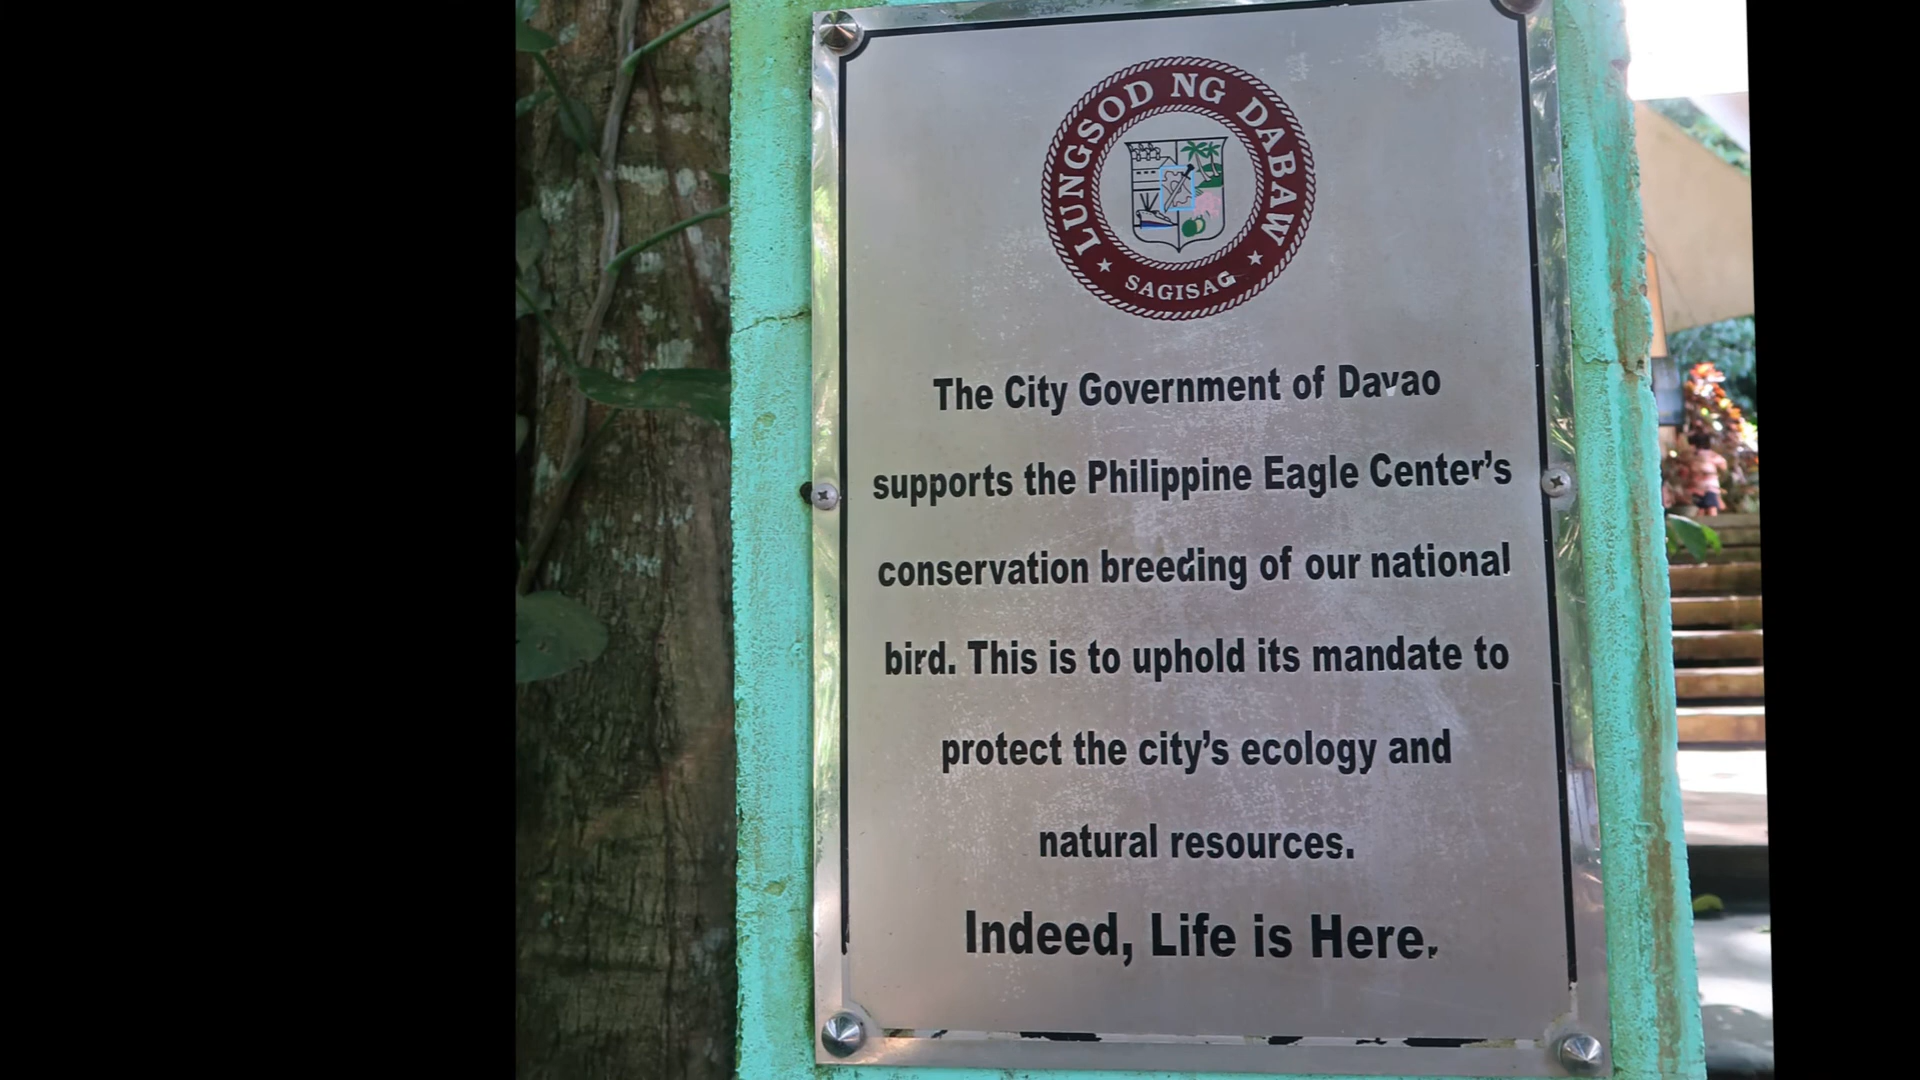 LUNGSOD NG DABAW
SAGISAG
The City Government of Davao
supports the Philippine Eagle Center's
conservation breeding of our national
bird. This is to uphold its mandate to
protect the city's ecology and
natural resources.
Indeed, Life is Here.